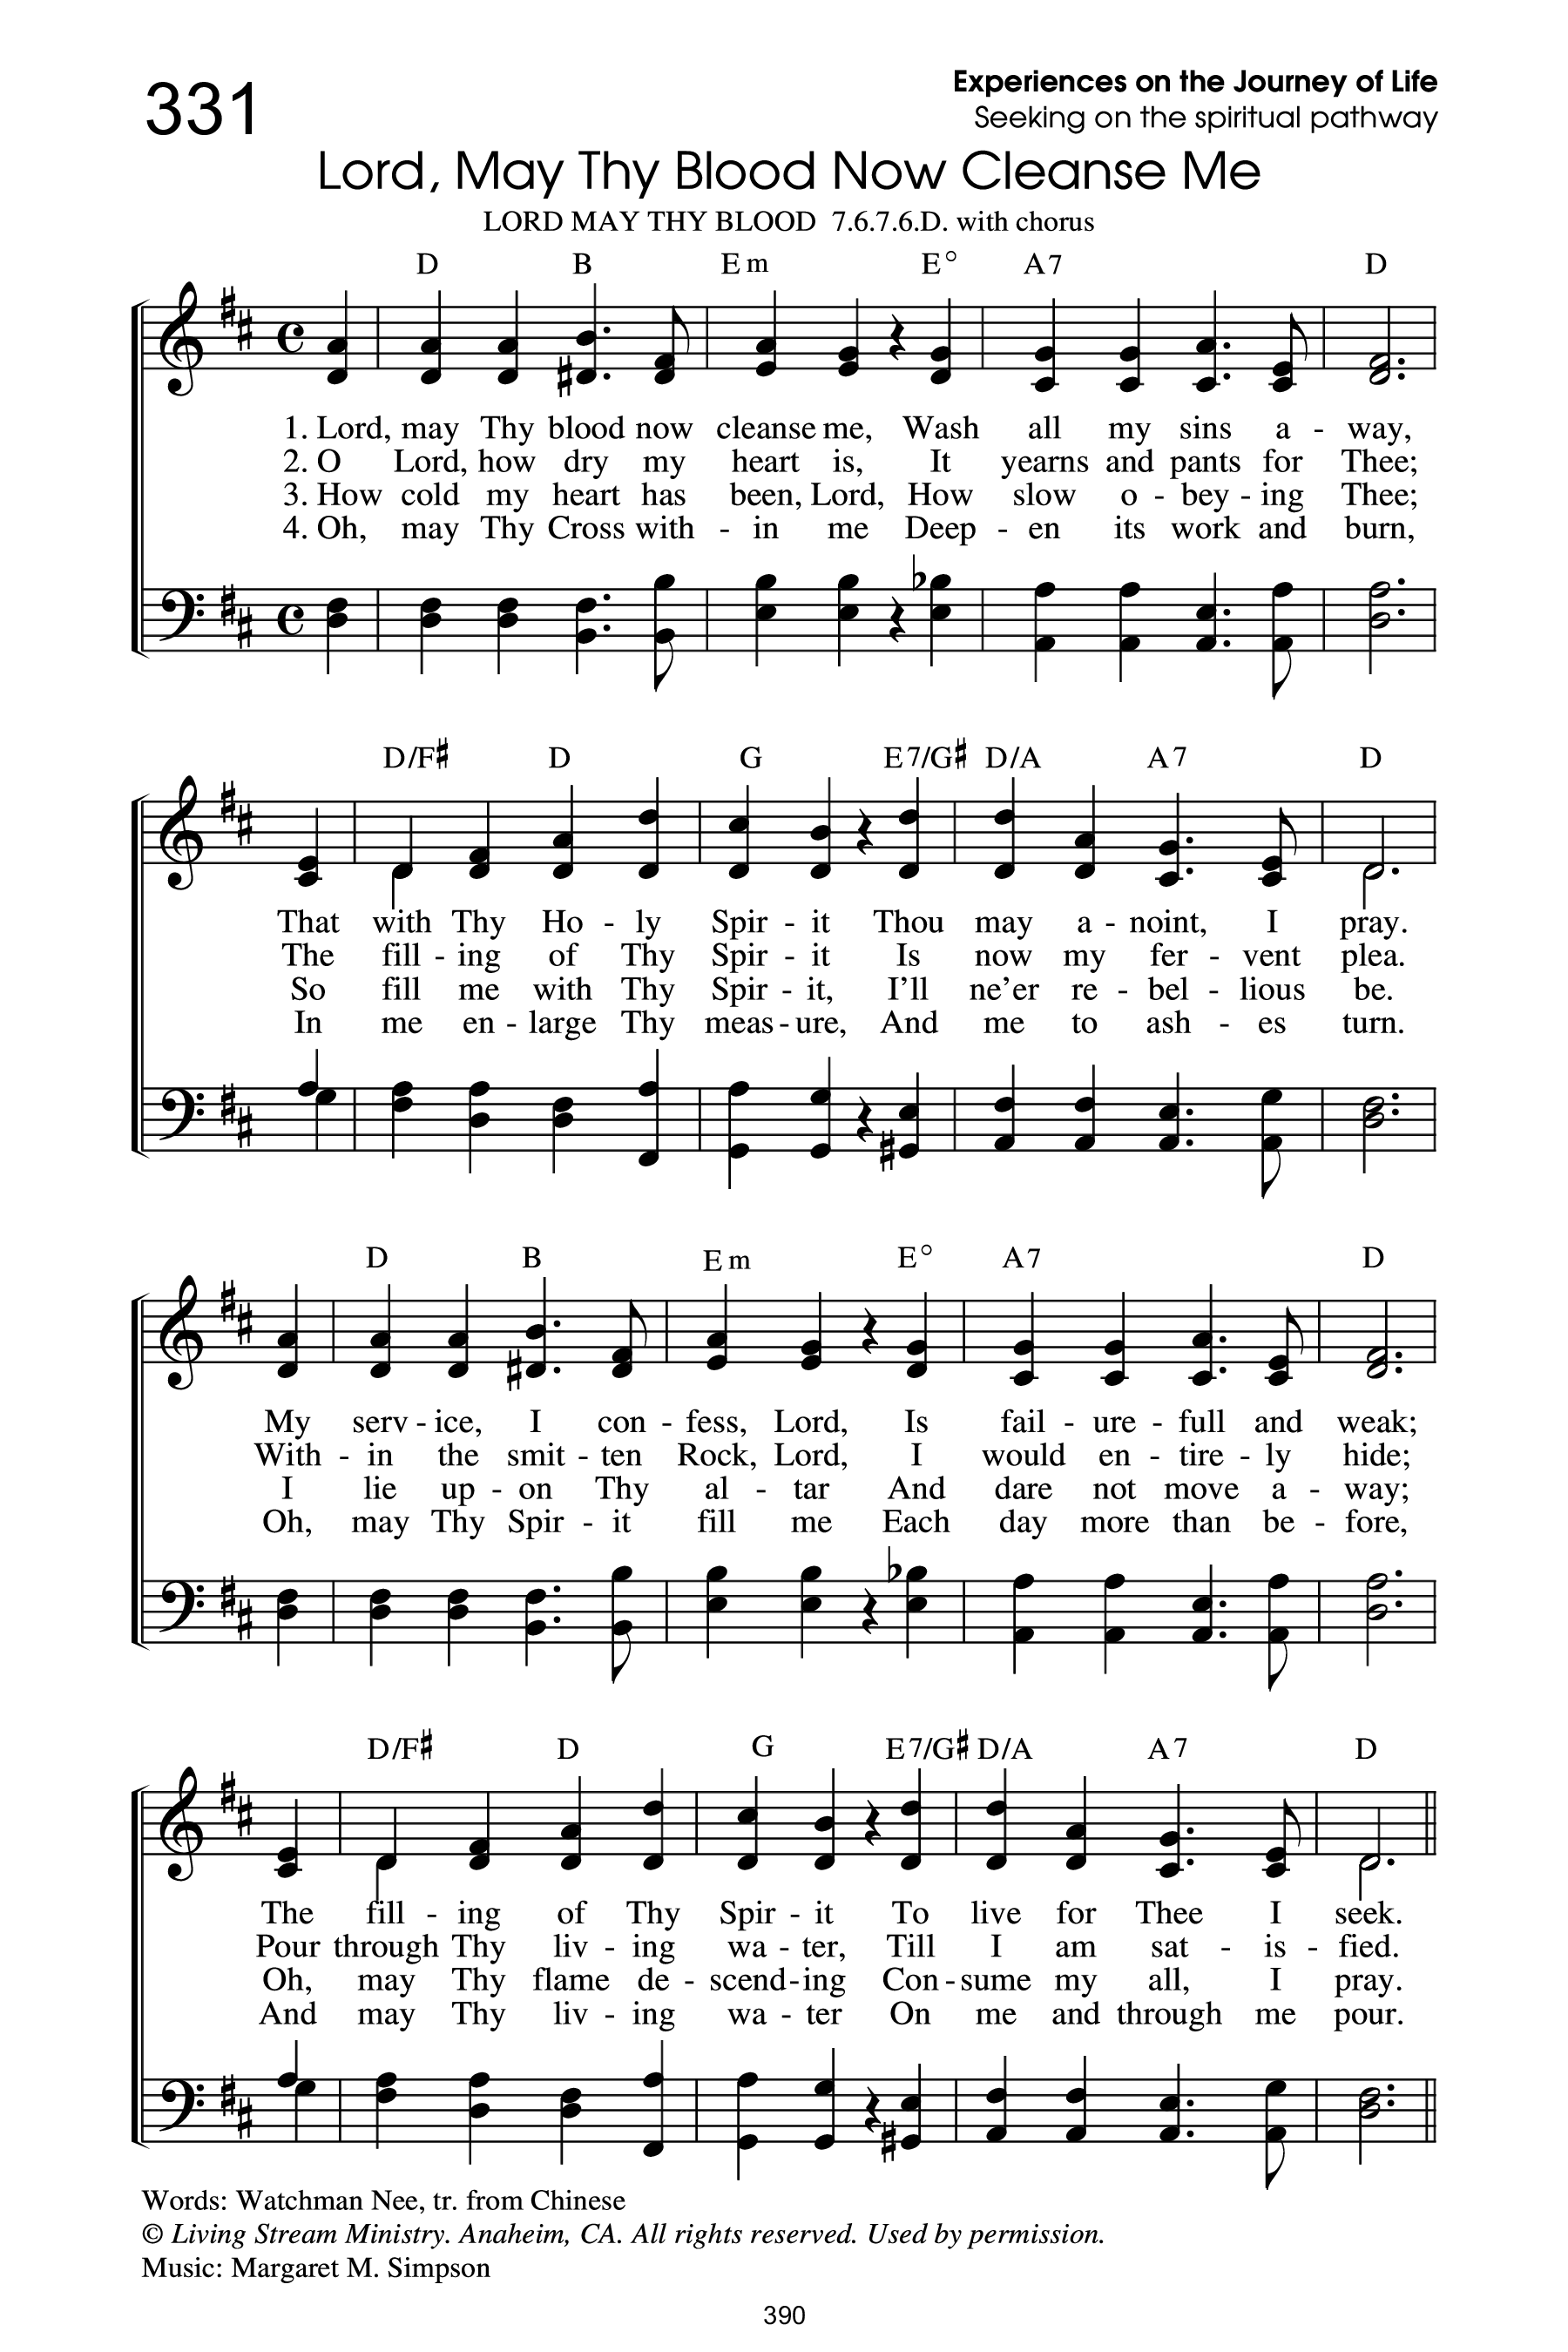 331
Experiences on the Journey of Life
Seeking on the spiritual pathway
Lord, May Thy Blood Now Cleanse Me
LORD MAY THY BLOOD 7.6.7.6.D. with chorus
D B Em E° A7 D
1. Lord, may Thy blood now cleanse me, Wash all my sins a - way,
2. O Lord, how dry my heart is, It yearns and pants for Thee;
3. How cold my heart has been, Lord, How slow o - bey - ing Thee;
4. Oh, may Thy Cross with - in me Deep - en its work and burn,
D/F♯ D G E7/G♯ D/A A7 D
That with Thy Ho - ly Spir - it Thou may a - noint, I pray.
The fill - ing of Thy Spir - it Is now my fer - vent plea.
So fill me with Thy Spir - it, I’ll ne’er re - bel - lious be.
In me en - large Thy meas - ure, And me to ash - es turn.
D B Em E° A7 D
My serv - ice, I con - fess, Lord, Is fail - ure - full and weak;
With - in the smit - ten Rock, Lord, I would en - tire - ly hide;
I lie up - on Thy al - tar And dare not move a - way;
Oh, may Thy Spir - it fill me Each day more than be - fore,
D/F♯ D G E7/G♯ D/A A7 D
The fill - ing of Thy Spir - it To live for Thee I seek.
Pour through Thy liv - ing wa - ter, Till I am sat - is - fied.
Oh, may Thy flame de - scend - ing Con - sume my all, I pray.
And may Thy liv - ing wa - ter On me and through me pour.
Words: Watchman Nee, tr. from Chinese
© Living Stream Ministry. Anaheim, CA. All rights reserved. Used by permission.
Music: Margaret M. Simpson
390